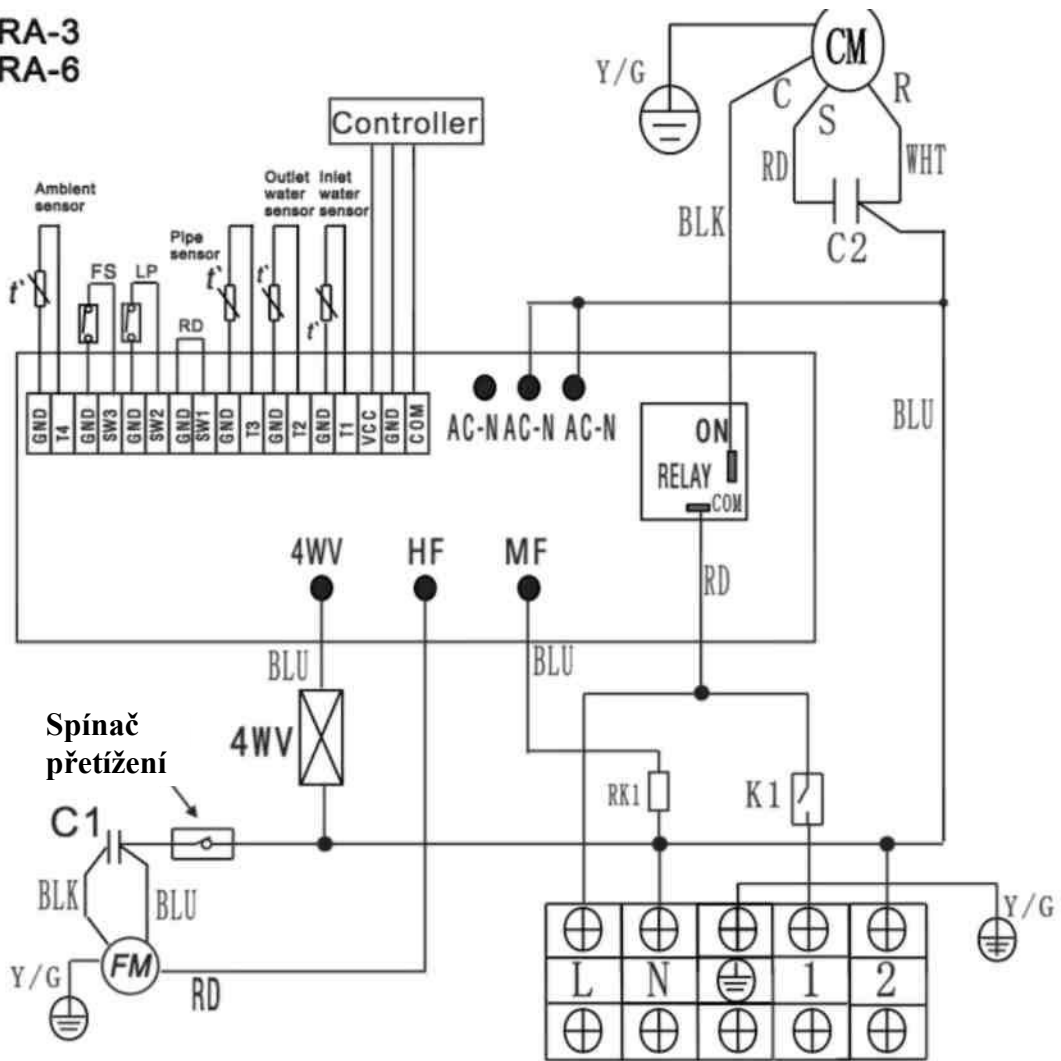 RA-3
RA-6
CM
Y/G
C
R
S
Controller
RD
WHT
Ambient
sensor
Outlet
water
sensor
Inlet
water
sensor
BLK
C2
Pipe
sensor
FS
LP
t`
t`
t`
t`
RD
GND
T4
GND
SW3
GND
SW2
GND
SW1
GND
T3
GND
T2
GND
T1
VCC
GND
COM
AC-N
AC-N
AC-N
BLU
ON
RELAY
COM
4WV
HF
MF
RD
BLU
BLU
Spínač
přetížení
4WV
RK1
K1
C1
BLK
BLU
Y/G
FM
Y/G
RD
L
N
1
2